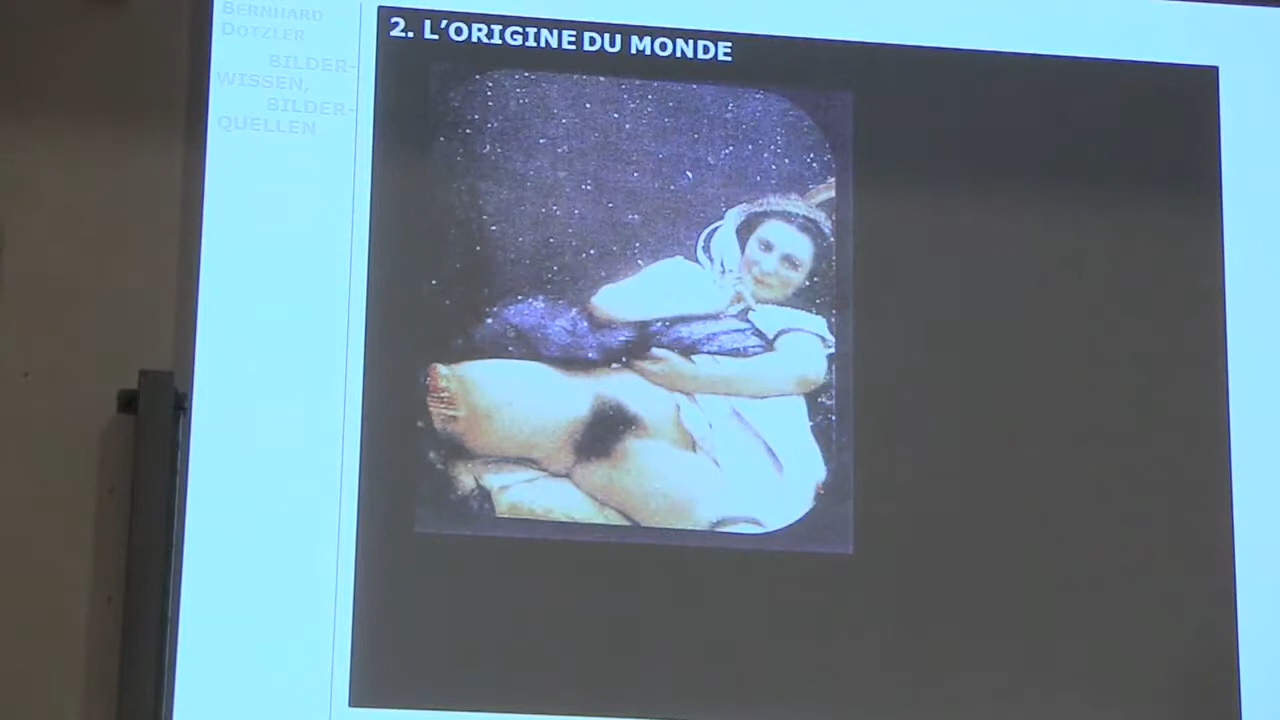 BERNHARD
DOTZLER
BILDER-
WISSEN,
BILDER-
QUELLEN
2. L'ORIGINE DU MONDE